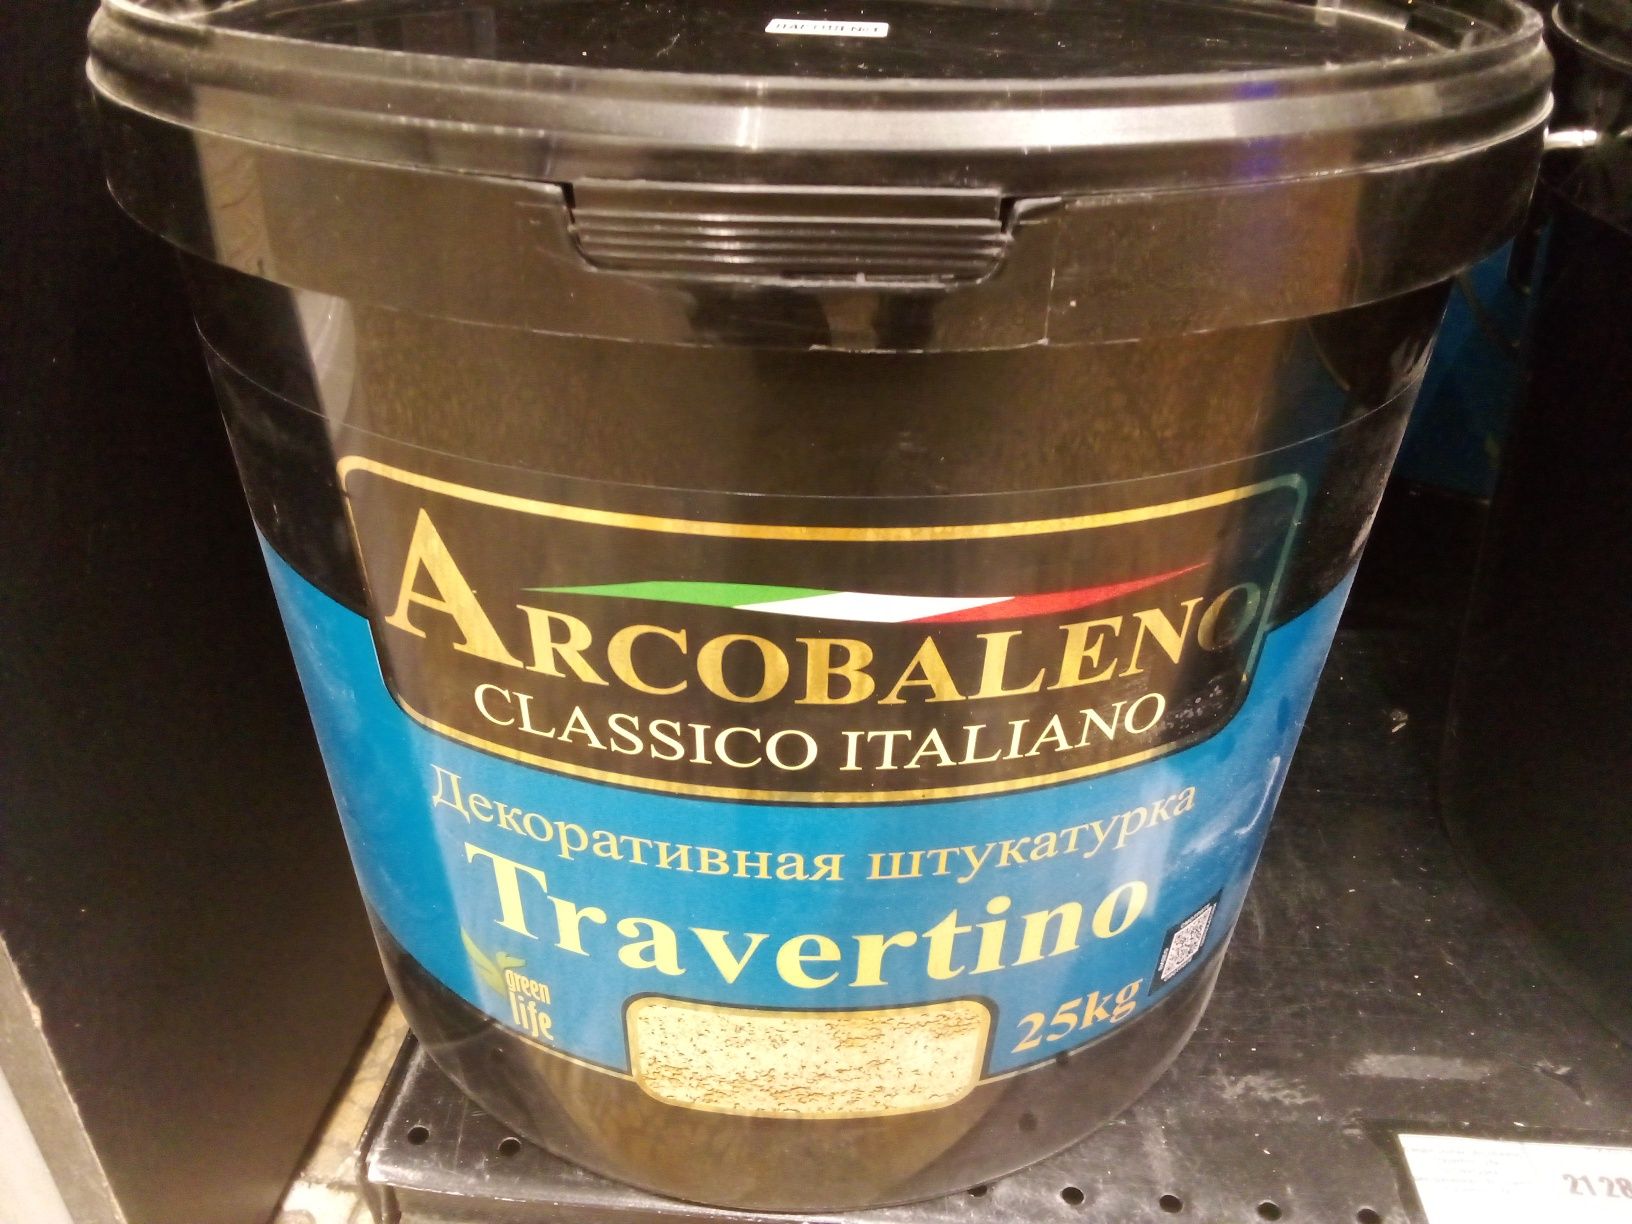 ARCOBALENO
CLASSICO ITALIANO
Декоративная штукатурка
Travertino
green
life
25kg